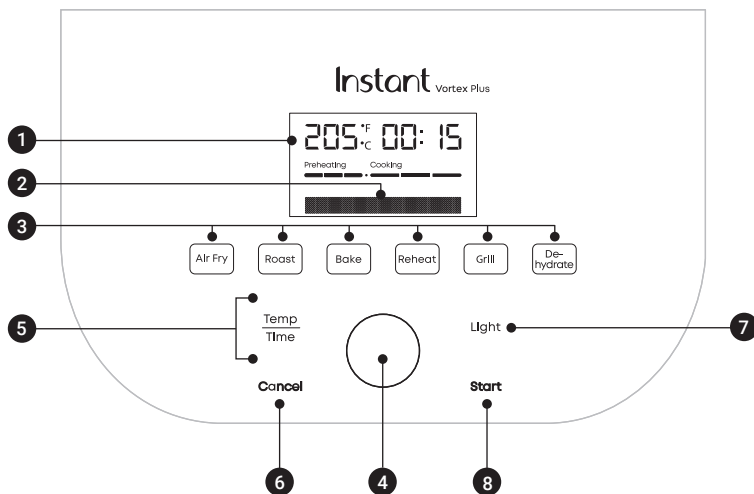 Instant Vortex Plus
1
205 °F °C 00:15
Preheating Cooking
2
3
Air Fry Roast Bake Reheat Grill De-
hydrate
5
Temp
Time
Light
7
Cancel
Start
6 4 8